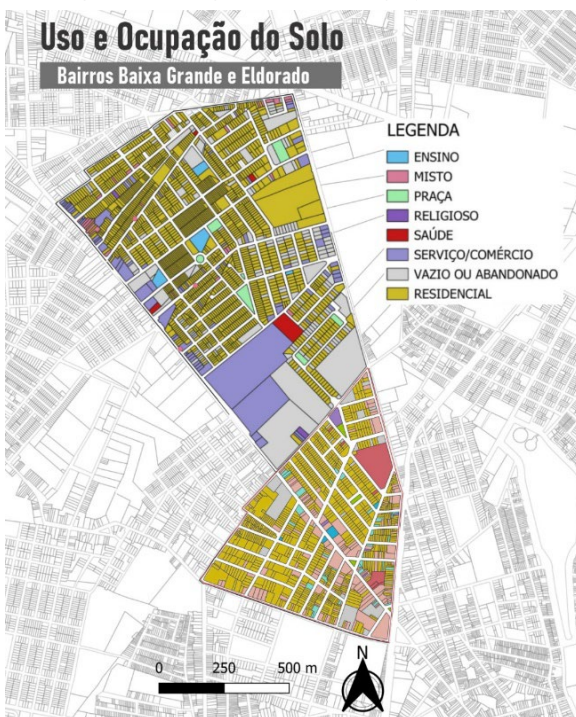 Uso e Ocupação do Solo
Bairros Baixa Grande e Eldorado
LEGENDA
ENSINO
MISTO
PRAÇA
RELIGIOSO
SAÚDE
SERVIÇO/COMÉRCIO
VAZIO OU ABANDONADO
RESIDENCIAL
0 250 500 m
N